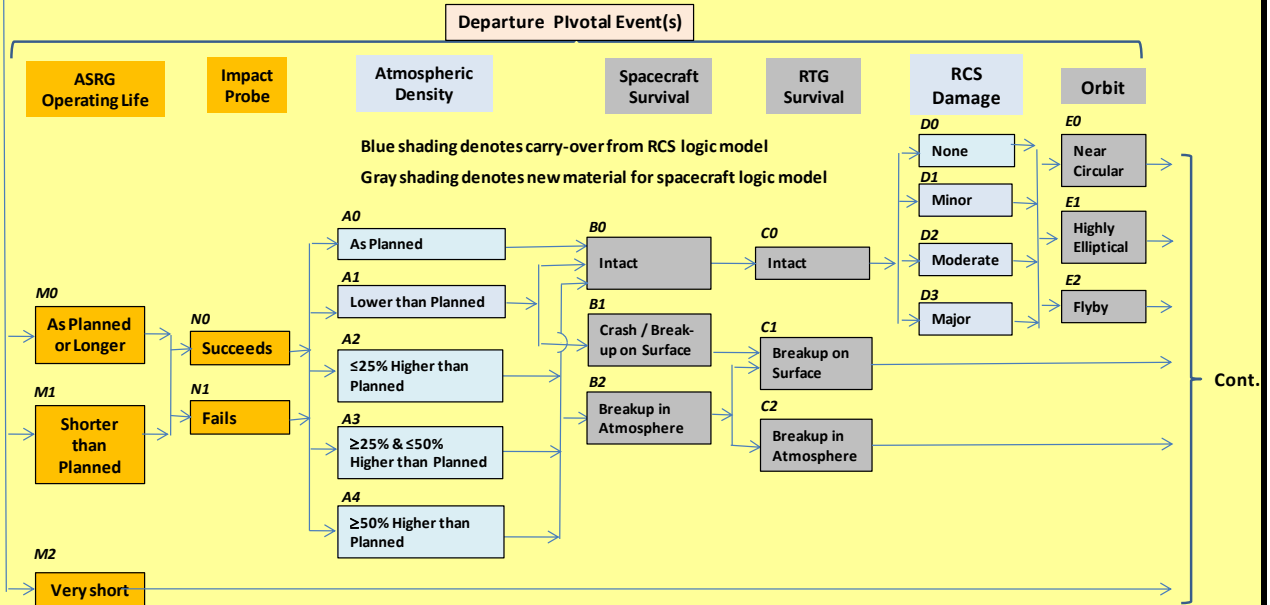 Departure PIvotal Event(s)
ASRG
Operating Life
Impact
Probe
Atmospheric
Density
Spacecraft
Survival
RTG
Survival
RCS
Damage
Orbit
Blue shading denotes carry-over from RCS logic model
Gray shading denotes new material for spacecraft logic model
M0
As Planned
or Longer
M1
Shorter
than
Planned
M2
Very short
N0
Succeeds
N1
Fails
A0
As Planned
A1
Lower than Planned
A2
≤25% Higher than
Planned
A3
≥25% & ≤50%
Higher than Planned
A4
≥50% Higher than
Planned
B0
Intact
B1
Crash / Break-
up on Surface
B2
Breakup in
Atmosphere
C0
Intact
C1
Breakup on
Surface
C2
Breakup in
Atmosphere
D0
None
D1
Minor
D2
Moderate
D3
Major
E0
Near
Circular
E1
Highly
Elliptical
E2
Flyby
Cont.